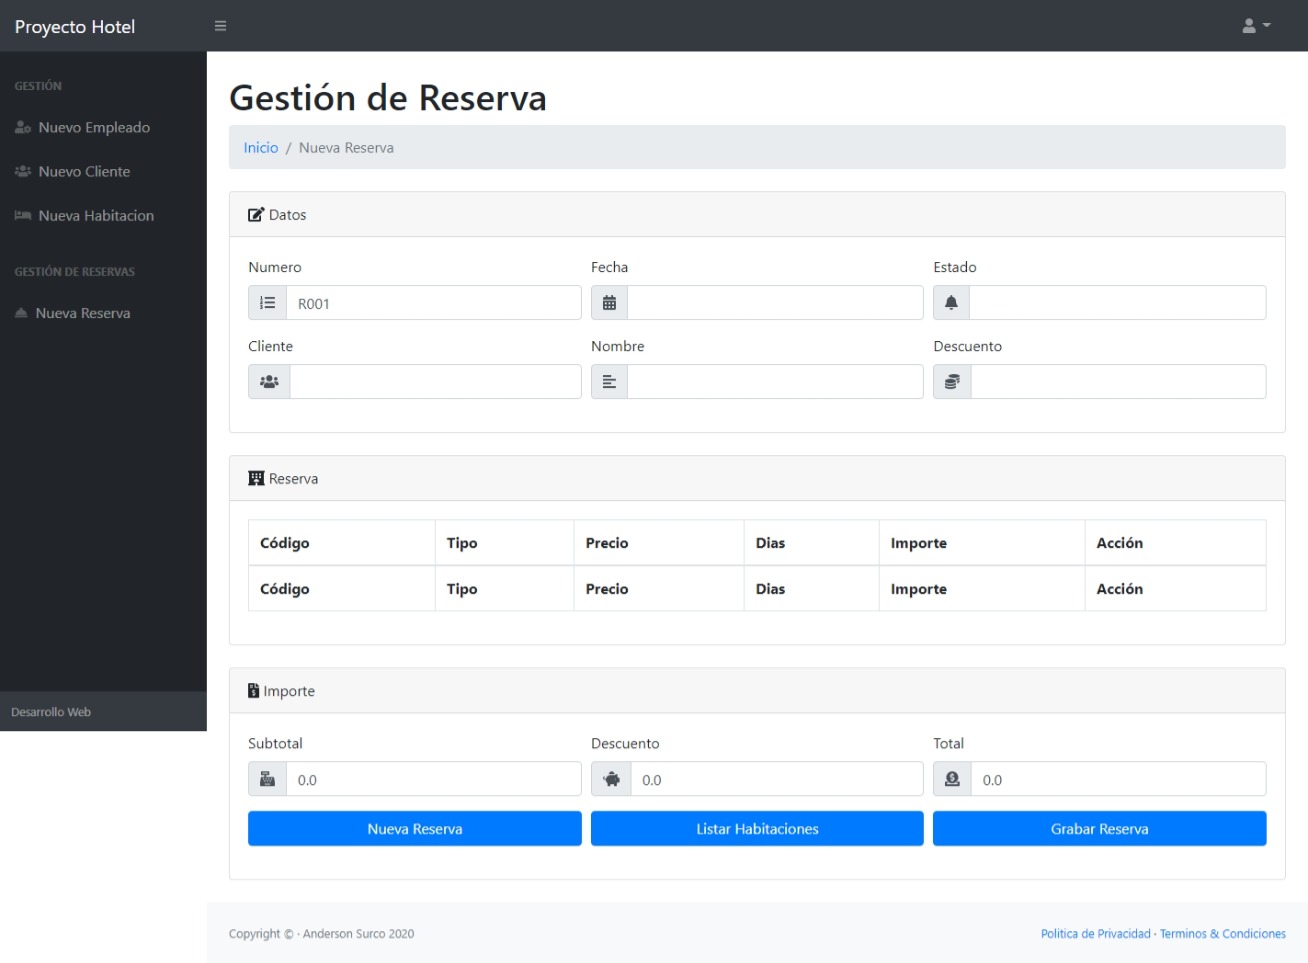 Proyecto Hotel
GESTIÓN
Nuevo Empleado
Nuevo Cliente
Nueva Habitacion
GESTIÓN DE RESERVAS
Nueva Reserva
Desarrollo Web
Gestión de Reserva
Inicio / Nueva Reserva
Datos
Numero Fecha Estado
R001
Cliente Nombre Descuento
Reserva
Código Tipo Precio Dias Importe Acción
Código Tipo Precio Dias Importe Acción
Importe
Subtotal Descuento Total
0.0 0.0 0.0
Nueva Reserva Listar Habitaciones Grabar Reserva
Copyright © · Anderson Surco 2020 Politica de Privacidad · Terminos & Condiciones